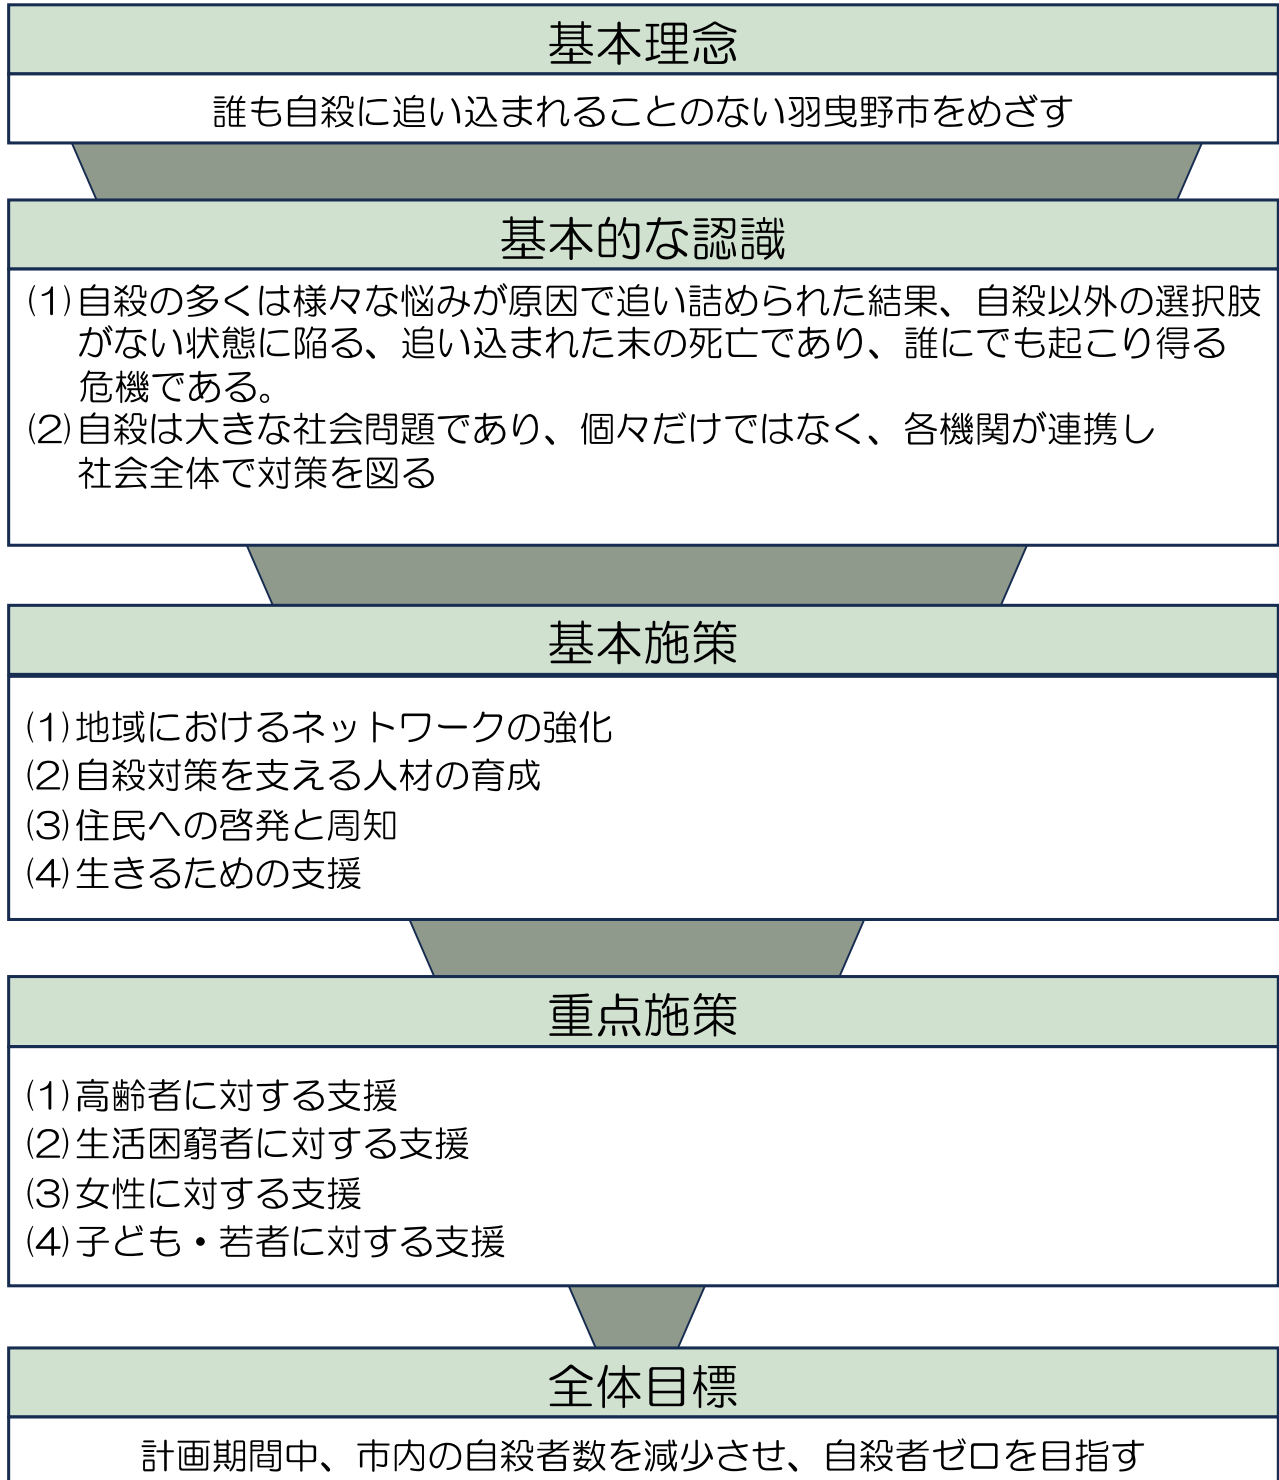 基本理念
誰も自殺に追い込まれることのない羽曳野市をめざす
基本的な認識
(1)自殺の多くは様々な悩みが原因で追い詰められた結果、自殺以外の選択肢
がない状態に陥る、追い込まれた末の死亡であり、誰にでも起こり得る
危機である。
(2)自殺は大きな社会問題であり、個々だけではなく、各機関が連携し
社会全体で対策を図る
基本施策
(1)地域におけるネットワークの強化
(2)自殺対策を支える人材の育成
(3)住民への啓発と周知
(4)生きるための支援
重点施策
(1)高齢者に対する支援
(2)生活困窮者に対する支援
(3)女性に対する支援
(4)子ども・若者に対する支援
全体目標
計画期間中、市内の自殺者数を減少させ、自殺者ゼロを目指す